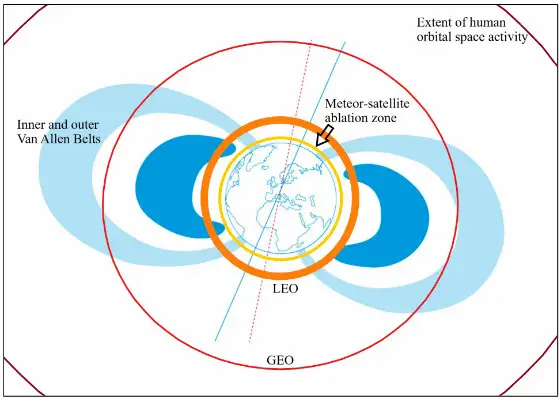 Extent of human
orbital space activity
Meteor-satellite
ablation zone
Inner and outer
Van Allen Belts
LEO
GEO